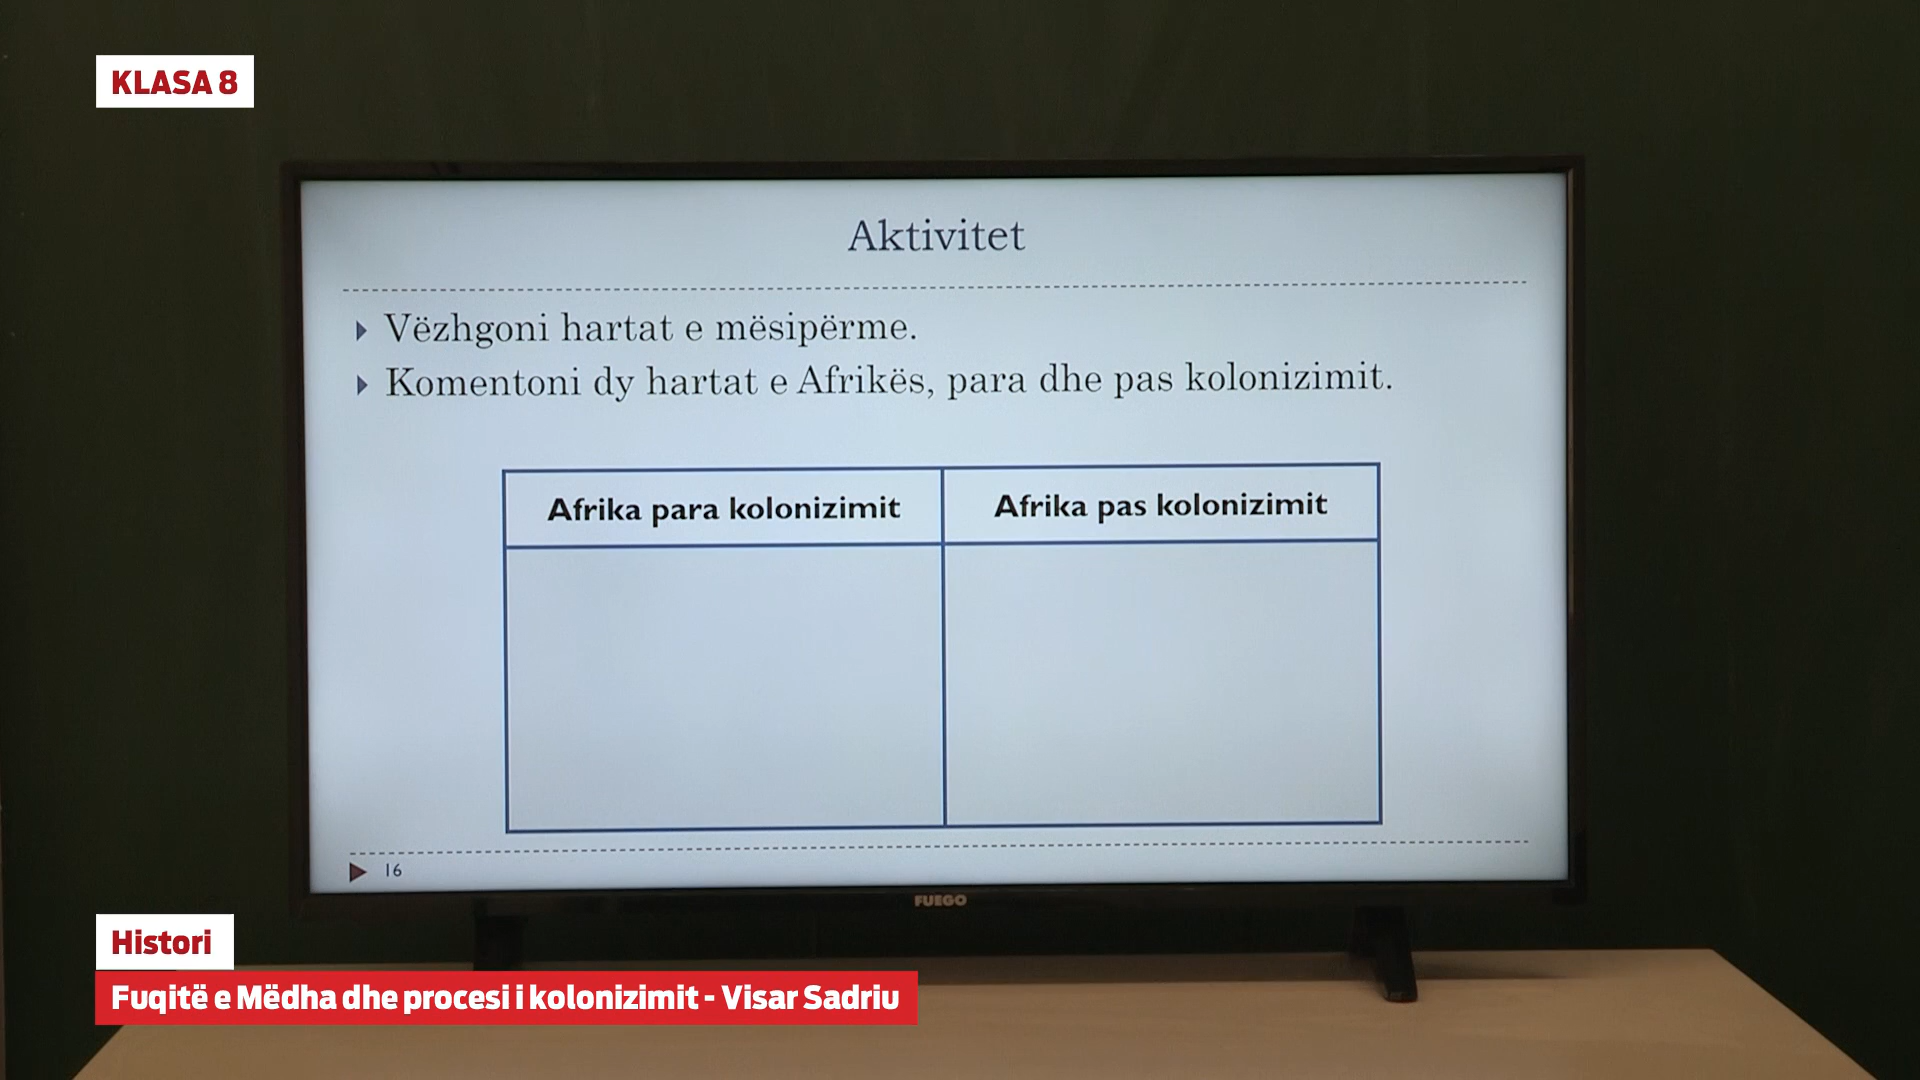 KLASA 8
Aktivitet
Vëzhgoni hartat e mësipërme.
Komentoni dy hartat e Afrikës, para dhe pas kolonizimit.
Afrika para kolonizimit
Afrika pas kolonizimit
16
FUEGO
Histori
Fuqitë e Mëdha dhe procesi i kolonizimit - Visar Sadriu